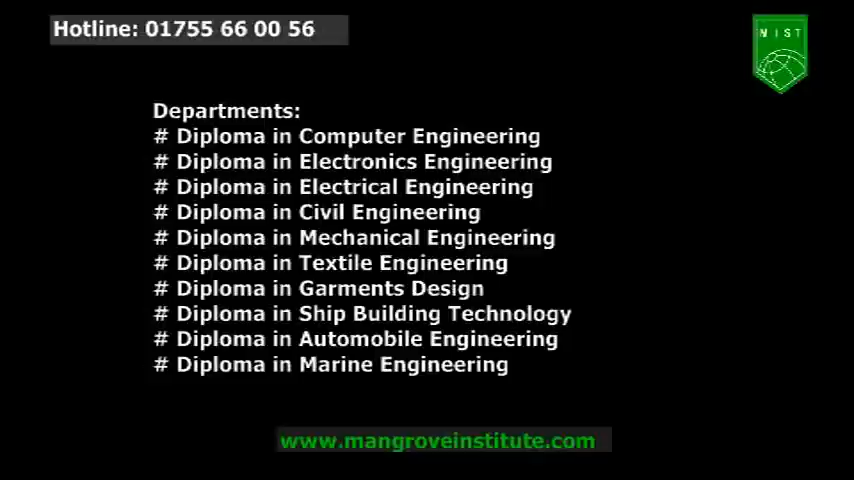 Hotline: 01755 66 00 56
MIST
Departments:
# Diploma in Computer Engineering
# Diploma in Electronics Engineering
# Diploma in Electrical Engineering
# Diploma in Civil Engineering
# Diploma in Mechanical Engineering
# Diploma in Textile Engineering
# Diploma in Garments Design
# Diploma in Ship Building Technology
# Diploma in Automobile Engineering
# Diploma in Marine Engineering
www.mangroveinstitute.com